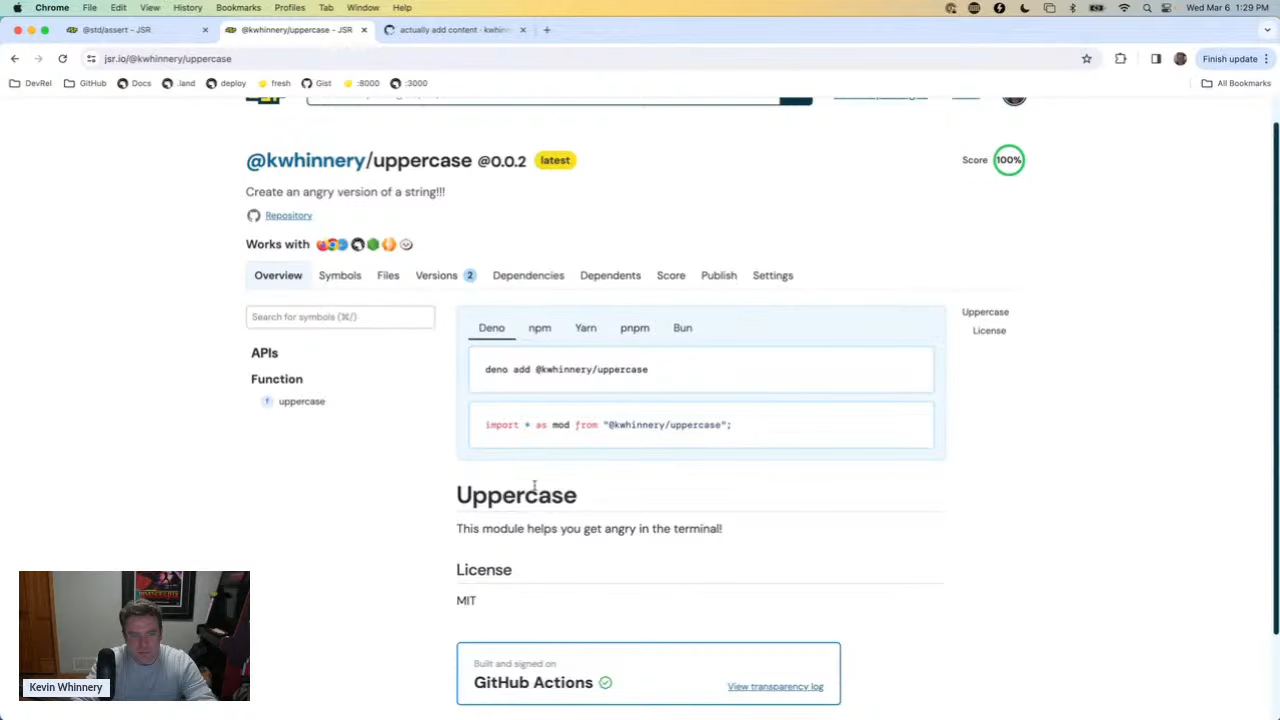 Chrome File Edit View History Bookmarks Profiles Tab Window Help Wed Mar 6 1:29 PM
@std/assert - JSR @kwhinnery/uppercase - JSR actually add content · kwhinn
jsr.io/@kwhinnery/uppercase Finish update
DevRel GitHub Docs .land deploy fresh Gist :8000 :3000 All Bookmarks
@kwhinnery/uppercase @0.0.2 latest Score 100%
Create an angry version of a string!!!
Repository
Works with
Overview Symbols Files Versions 2 Dependencies Dependents Score Publish Settings
Search for symbols (⌘/)
APIs
Function
f uppercase
Deno npm Yarn pnpm Bun
deno add @kwhinnery/uppercase
import * as mod from "@kwhinnery/uppercase";
Uppercase
This module helps you get angry in the terminal!
License
MIT
Built and signed on
GitHub Actions
View transparency log
Uppercase
License
Kevin Whinnery